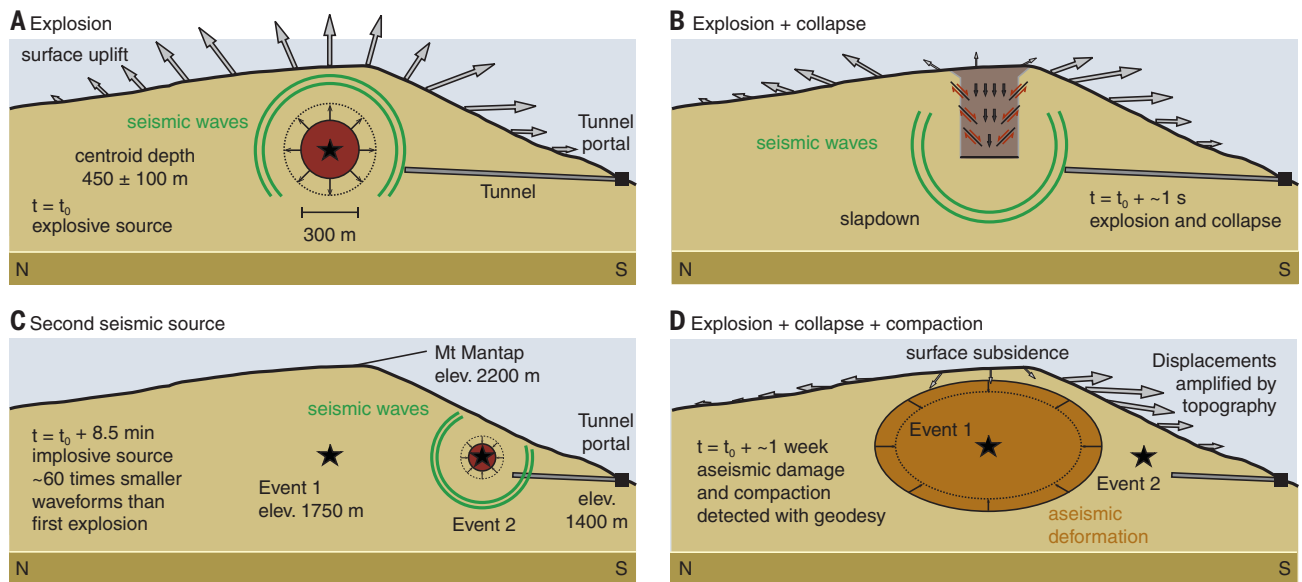 A Explosion
surface uplift
seismic waves
centroid depth
450 ± 100 m
t = t0
explosive source
300 m
Tunnel
Tunnel
portal
N
S
B Explosion + collapse
seismic waves
slapdown
t = t0 + ~1 s
explosion and collapse
N
S
C Second seismic source
Mt Mantap
elev. 2200 m
seismic waves
t = t0 + 8.5 min
implosive source
~60 times smaller
waveforms than
first explosion
Event 1
elev. 1750 m
Event 2
Tunnel
portal
elev.
1400 m
N
S
D Explosion + collapse + compaction
surface subsidence
Displacements
amplified by
topography
Event 1
t = t0 + ~1 week
aseismic damage
and compaction
detected with geodesy
Event 2
aseismic
deformation
N
S